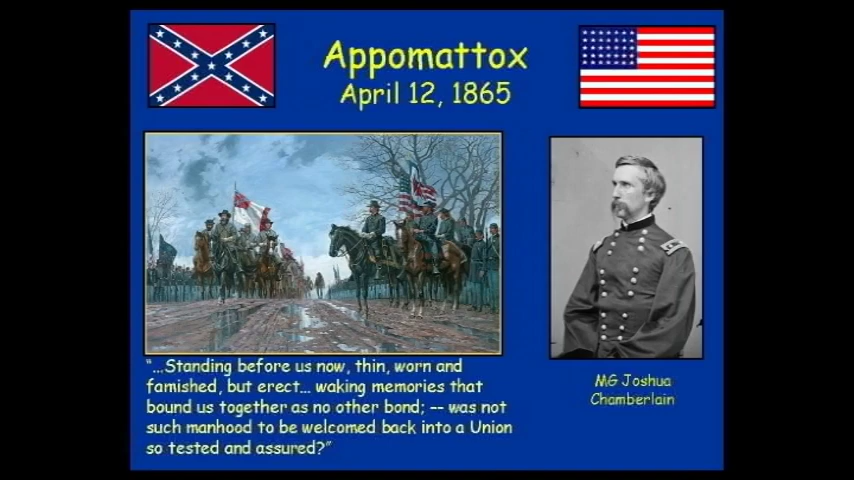 Appomattox
April 12, 1865
"...Standing before us now, thin, worn and
famished, but erect... waking memories that
bound us together as no other bond; -- was not
such manhood to be welcomed back into a Union
so tested and assured?"
MG Joshua
Chamberlain